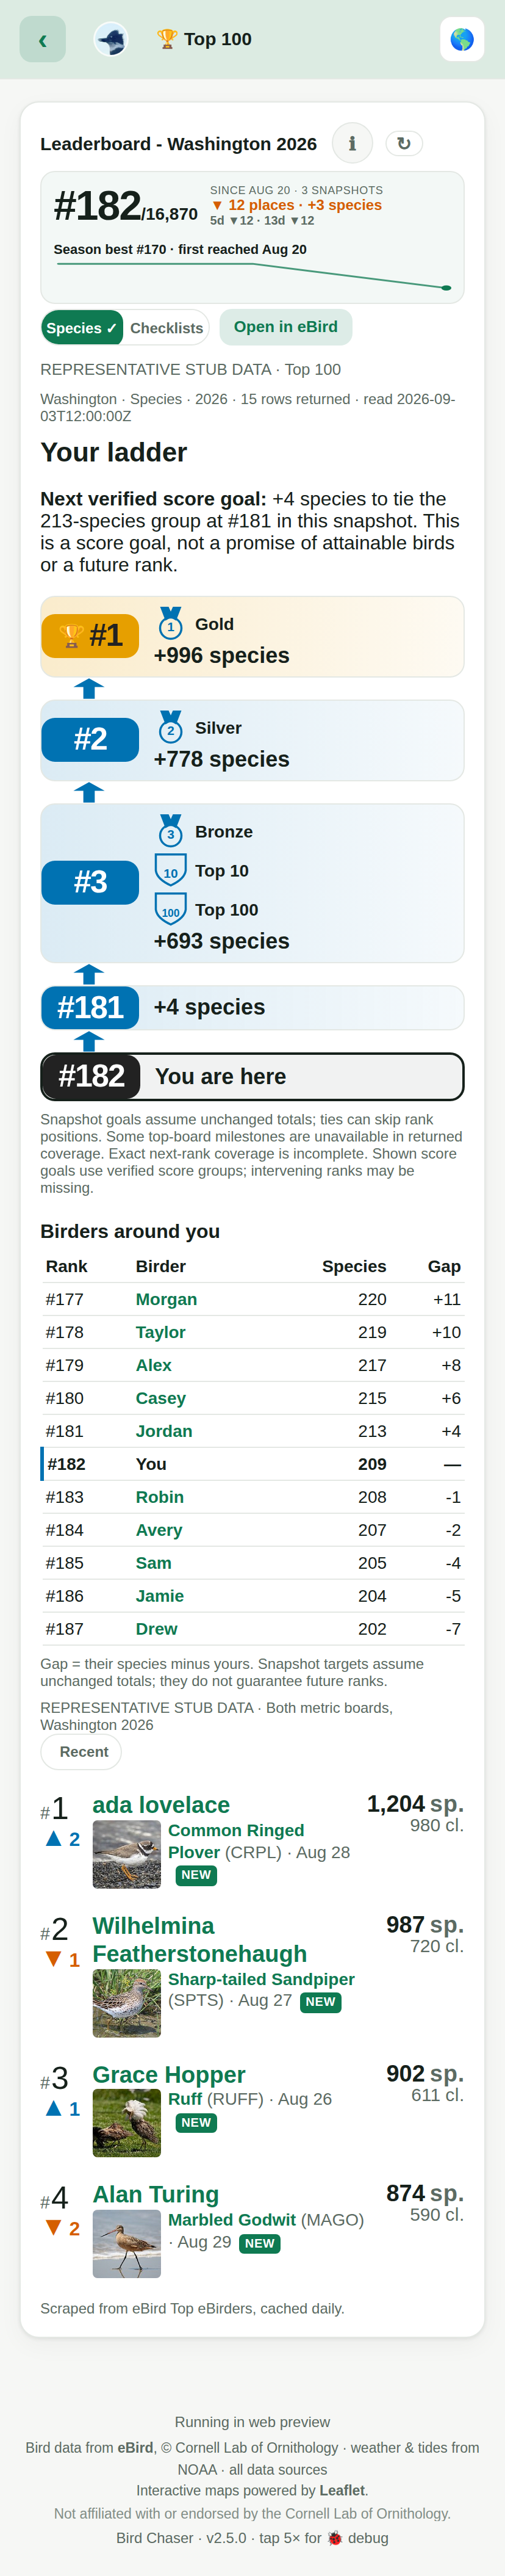 ‹ 🏆 Top 100 🌎
Leaderboard - Washington 2026 ℹ ↻
#182/16,870
SINCE AUG 20 · 3 SNAPSHOTS
▼ 12 places · +3 species
5d ▼12 · 13d ▼12
Season best #170 · first reached Aug 20
Species ✓ Checklists Open in eBird
REPRESENTATIVE STUB DATA · Top 100
Washington · Species · 2026 · 15 rows returned · read 2026-09-
03T12:00:00Z
Your ladder
Next verified score goal: +4 species to tie the
213-species group at #181 in this snapshot. This
is a score goal, not a promise of attainable birds
or a future rank.
🏆 #1
1 Gold
+996 species
#2
2 Silver
+778 species
#3
3 Bronze
10 Top 10
100 Top 100
+693 species
#181 +4 species
#182 You are here
Snapshot goals assume unchanged totals; ties can skip rank
positions. Some top-board milestones are unavailable in returned
coverage. Exact next-rank coverage is incomplete. Shown score
goals use verified score groups; intervening ranks may be
missing.
Birders around you
Rank Birder Species Gap
#177 Morgan 220 +11
#178 Taylor 219 +10
#179 Alex 217 +8
#180 Casey 215 +6
#181 Jordan 213 +4
#182 You 209 —
#183 Robin 208 -1
#184 Avery 207 -2
#185 Sam 205 -4
#186 Jamie 204 -5
#187 Drew 202 -7
Gap = their species minus yours. Snapshot targets assume
unchanged totals; they do not guarantee future ranks.
REPRESENTATIVE STUB DATA · Both metric boards,
Washington 2026
Recent
#1 ada lovelace 1,204 sp.
▲ 2 980 cl.
Common Ringed
Plover (CRPL) · Aug 28
NEW
#2 Wilhelmina 987 sp.
▼ 1 Featherstonehaugh 720 cl.
Sharp-tailed Sandpiper
(SPTS) · Aug 27 NEW
#3 Grace Hopper 902 sp.
▲ 1 611 cl.
Ruff (RUFF) · Aug 26
NEW
#4 Alan Turing 874 sp.
▼ 2 590 cl.
Marbled Godwit (MAGO)
· Aug 29 NEW
Scraped from eBird Top eBirders, cached daily.
Running in web preview
Bird data from eBird, © Cornell Lab of Ornithology · weather & tides from
NOAA · all data sources
Interactive maps powered by Leaflet.
Not affiliated with or endorsed by the Cornell Lab of Ornithology.
Bird Chaser · v2.5.0 · tap 5× for 🐞 debug